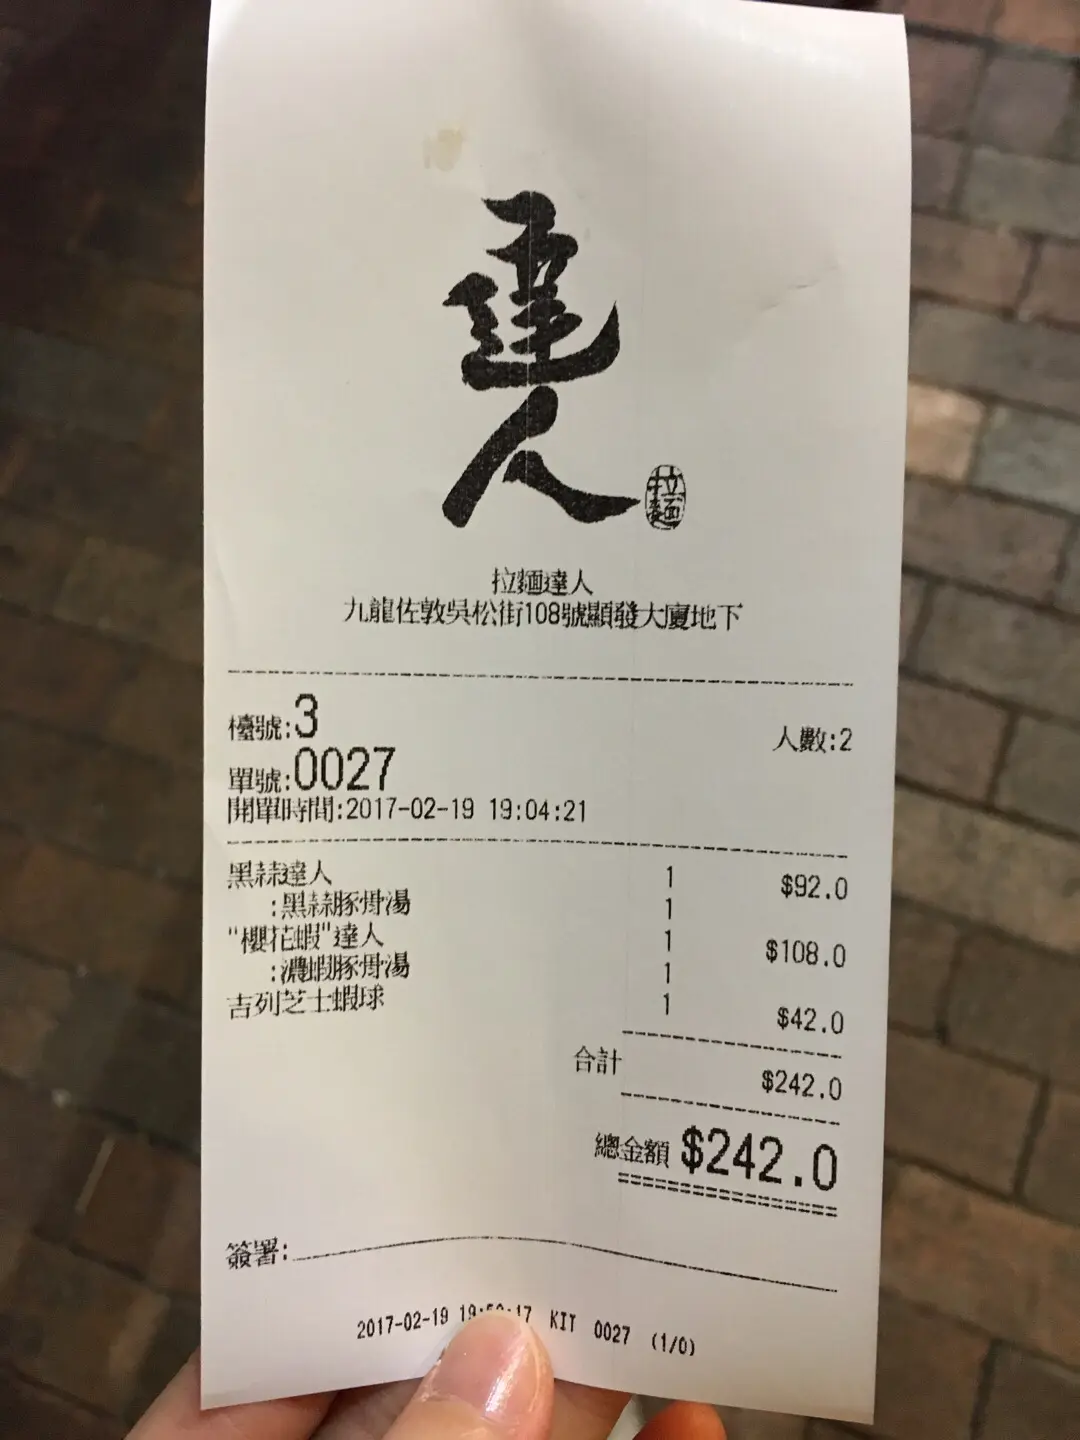 達人
拉麵
拉麵達人
九龍佐敦吳松街108號顯發大廈地下
檯號:3
人數:2
單號:0027
開單時間:2017-02-19 19:04:21
黑蒜達人 1 $92.0
:黑蒜豚骨湯 1
"櫻花蝦"達人 1 $108.0
:濃蝦豚骨湯 1
吉列芝士蝦球 1 $42.0
合計 $242.0
總金額 $242.0
簽署:
2017-02-19 KIT 0027 (1/0)